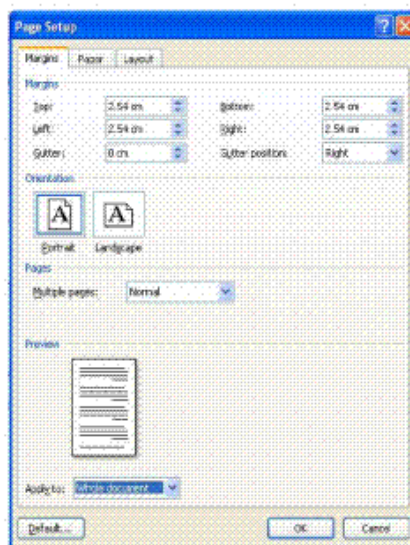 Page Setup
Margins Paper Layout
Margins
Top: 2.54 cm Bottom: 2.54 cm
Left: 2.54 cm Right: 2.54 cm
Gutter: 0 cm Gutter position: Right
Orientation
A A
Portrait Landscape
Pages
Multiple pages: Normal
Preview
Apply to: Whole document
Default... OK Cancel